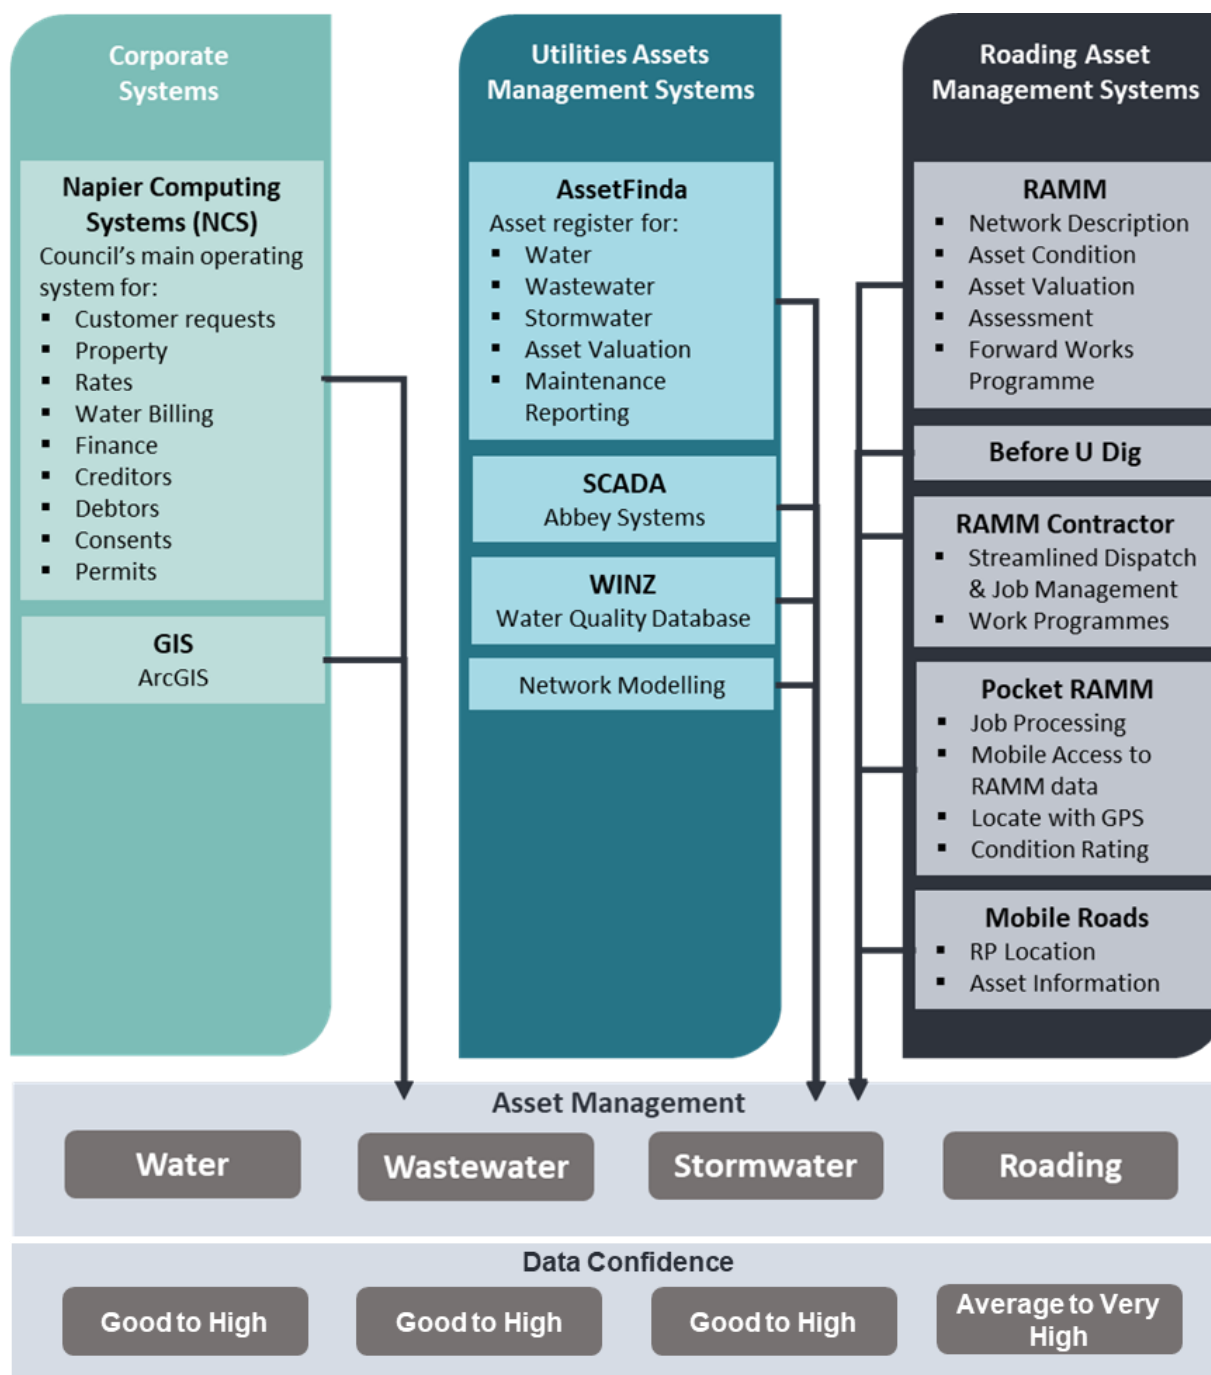 Corporate
Systems
Napier Computing
Systems (NCS)
Council's main operating
system for:
▪ Customer requests
▪ Property
▪ Rates
▪ Water Billing
▪ Finance
▪ Creditors
▪ Debtors
▪ Consents
▪ Permits
GIS
ArcGIS
Utilities Assets
Management Systems
AssetFinda
Asset register for:
▪ Water
▪ Wastewater
▪ Stormwater
▪ Asset Valuation
▪ Maintenance
Reporting
SCADA
Abbey Systems
WINZ
Water Quality Database
Network Modelling
Roading Asset
Management Systems
RAMM
▪ Network Description
▪ Asset Condition
▪ Asset Valuation
▪ Assessment
▪ Forward Works
Programme
Before U Dig
RAMM Contractor
▪ Streamlined Dispatch
& Job Management
▪ Work Programmes
Pocket RAMM
▪ Job Processing
▪ Mobile Access to
RAMM data
▪ Locate with GPS
▪ Condition Rating
Mobile Roads
▪ RP Location
▪ Asset Information
Asset Management
Water
Wastewater
Stormwater
Roading
Data Confidence
Good to High
Good to High
Good to High
Average to Very
High